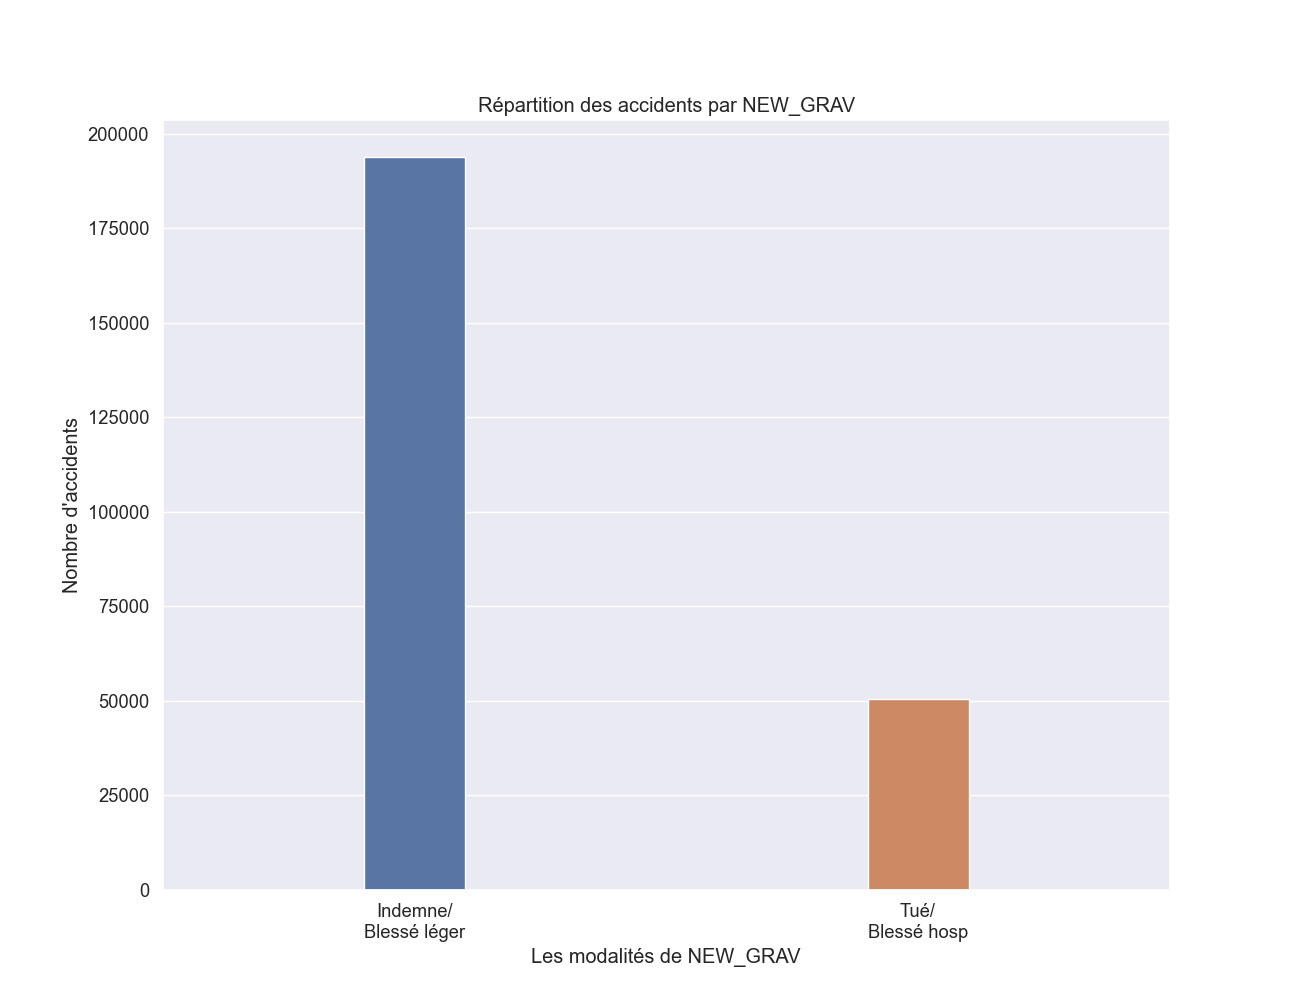 Répartition des accidents par NEW_GRAV
200000
175000
150000
125000
100000
75000
50000
25000
0
Nombre d'accidents
Indemne/
Blessé léger
Tué/
Blessé hosp
Les modalités de NEW_GRAV